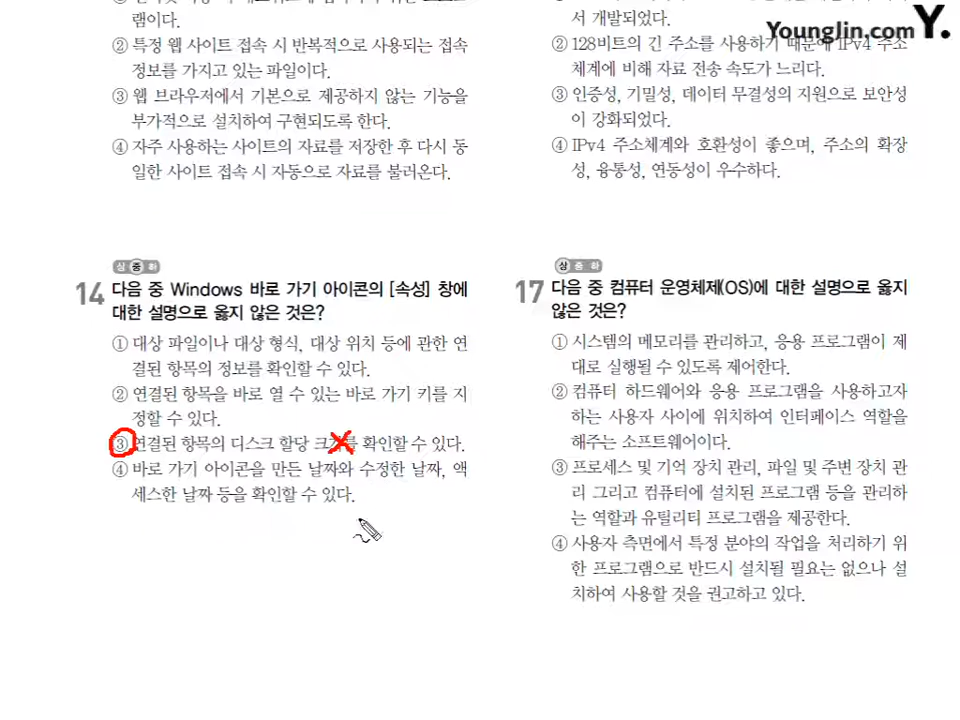 램이다.
② 특정 웹 사이트 접속 시 반복적으로 사용되는 접속
정보를 가지고 있는 파일이다.
③ 웹 브라우저에서 기본으로 제공하지 않는 기능을
부가적으로 설치하여 구현되도록 한다.
④ 자주 사용하는 사이트의 자료를 저장한 후 다시 동
일한 사이트 접속 시 자동으로 자료를 불러온다.
상 중 하
14 다음 중 Windows 바로 가기 아이콘의 [속성] 창에
대한 설명으로 옳지 않은 것은?
① 대상 파일이나 대상 형식, 대상 위치 등에 관한 연
결된 항목의 정보를 확인할 수 있다.
② 연결된 항목을 바로 열 수 있는 바로 가기 키를 지
정할 수 있다.
③ 연결된 항목의 디스크 할당 크기를 확인할 수 있다.
④ 바로 가기 아이콘을 만든 날짜와 수정한 날짜, 액
세스한 날짜 등을 확인할 수 있다.
Younglin.com Y.
서 개발되었다.
② 128비트의 긴 주소를 사용하기 때문에 IPv4 주소
체계에 비해 자료 전송 속도가 느리다.
③ 인증성, 기밀성, 데이터 무결성의 지원으로 보안성
이 강화되었다.
④ IPv4 주소체계와 호환성이 좋으며, 주소의 확장
성, 융통성, 연동성이 우수하다.
상 중 하
17 다음 중 컴퓨터 운영체제(OS)에 대한 설명으로 옳지
않은 것은?
① 시스템의 메모리를 관리하고, 응용 프로그램이 제
대로 실행될 수 있도록 제어한다.
② 컴퓨터 하드웨어와 응용 프로그램을 사용하고자
하는 사용자 사이에 위치하여 인터페이스 역할을
해주는 소프트웨어이다.
③ 프로세스 및 기억 장치 관리, 파일 및 주변 장치 관
리 그리고 컴퓨터에 설치된 프로그램 등을 관리하
는 역할과 유틸리티 프로그램을 제공한다.
④ 사용자 측면에서 특정 분야의 작업을 처리하기 위
한 프로그램으로 반드시 설치될 필요는 없으나 설
치하여 사용할 것을 권고하고 있다.